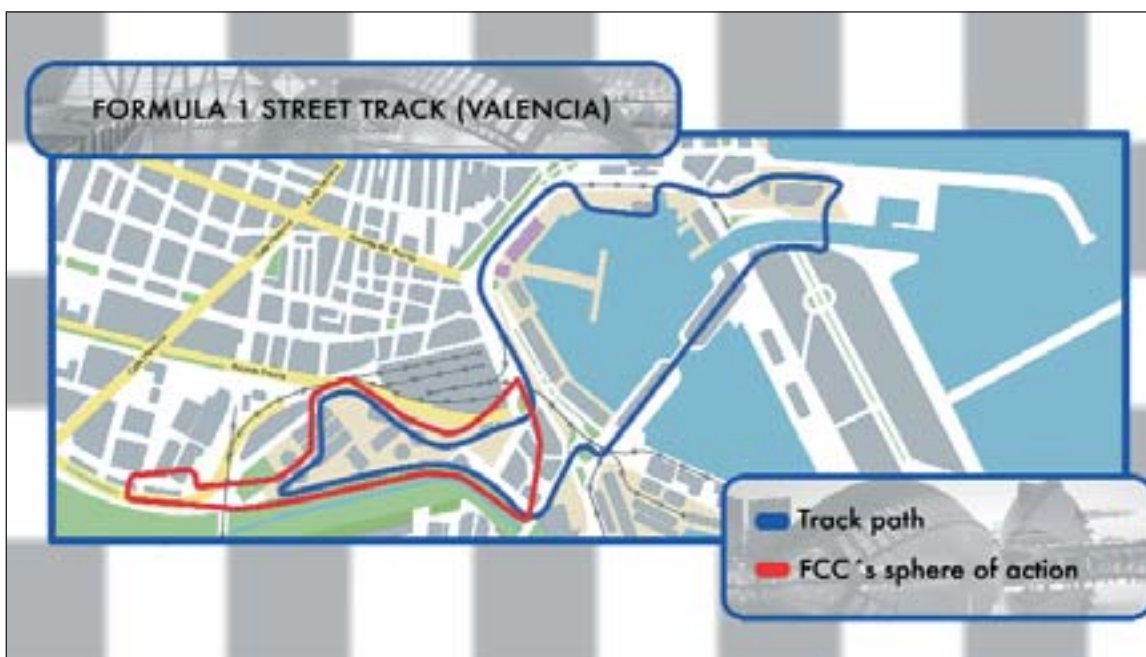 FORMULA 1 STREET TRACK (VALENCIA)
Track path
FCC´s sphere of action